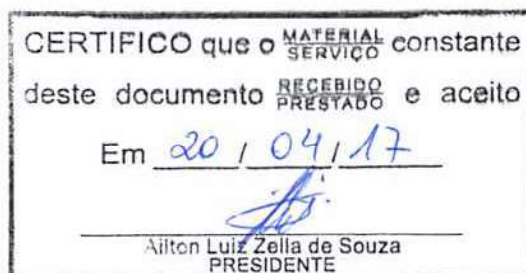 CERTIFICO que o MATERIAL SERVIÇO constante
deste documento RECEBIDO PRESTADO e aceito
Em 20 / 04 / 17
Ailton Luiz Zella de Souza
PRESIDENTE